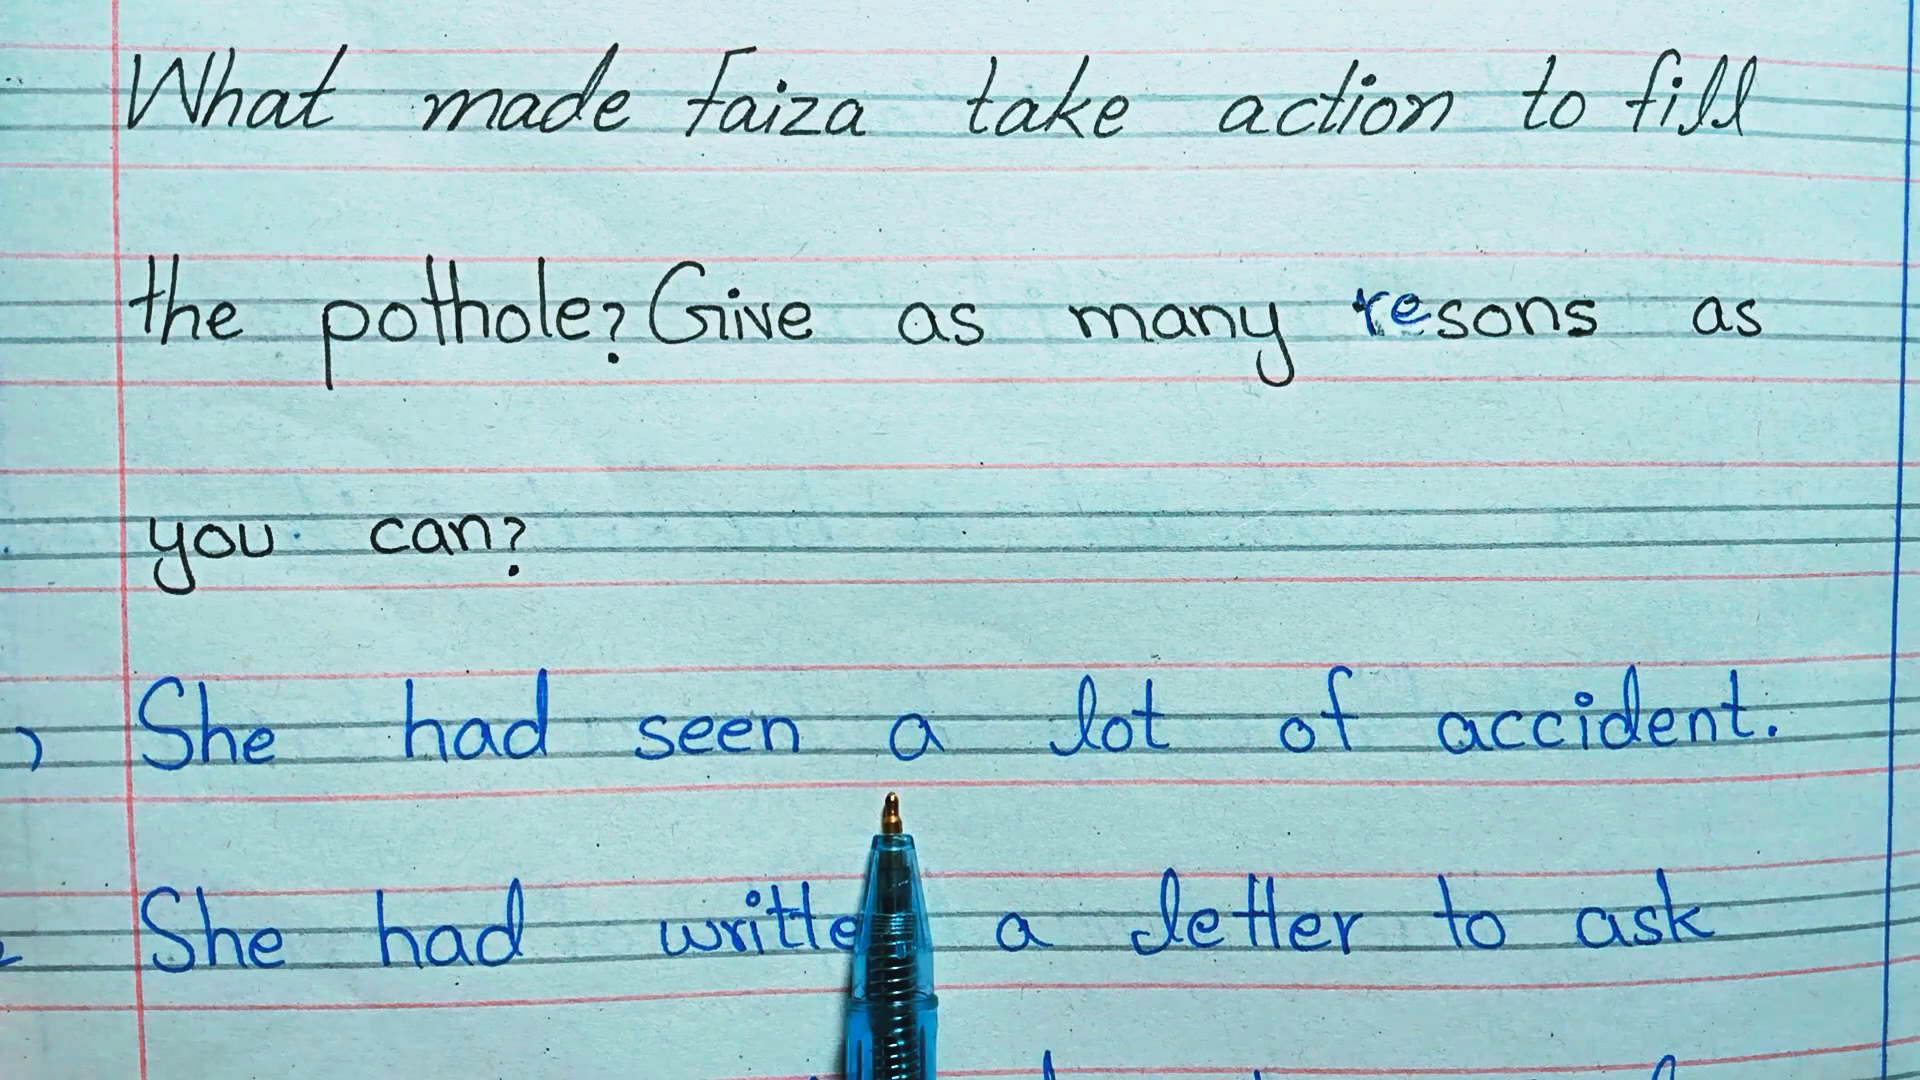 What made Faiza take action to fill
the pothole? Give as many resons as
you can?
She had seen a lot of accident.
She had a letter to ask